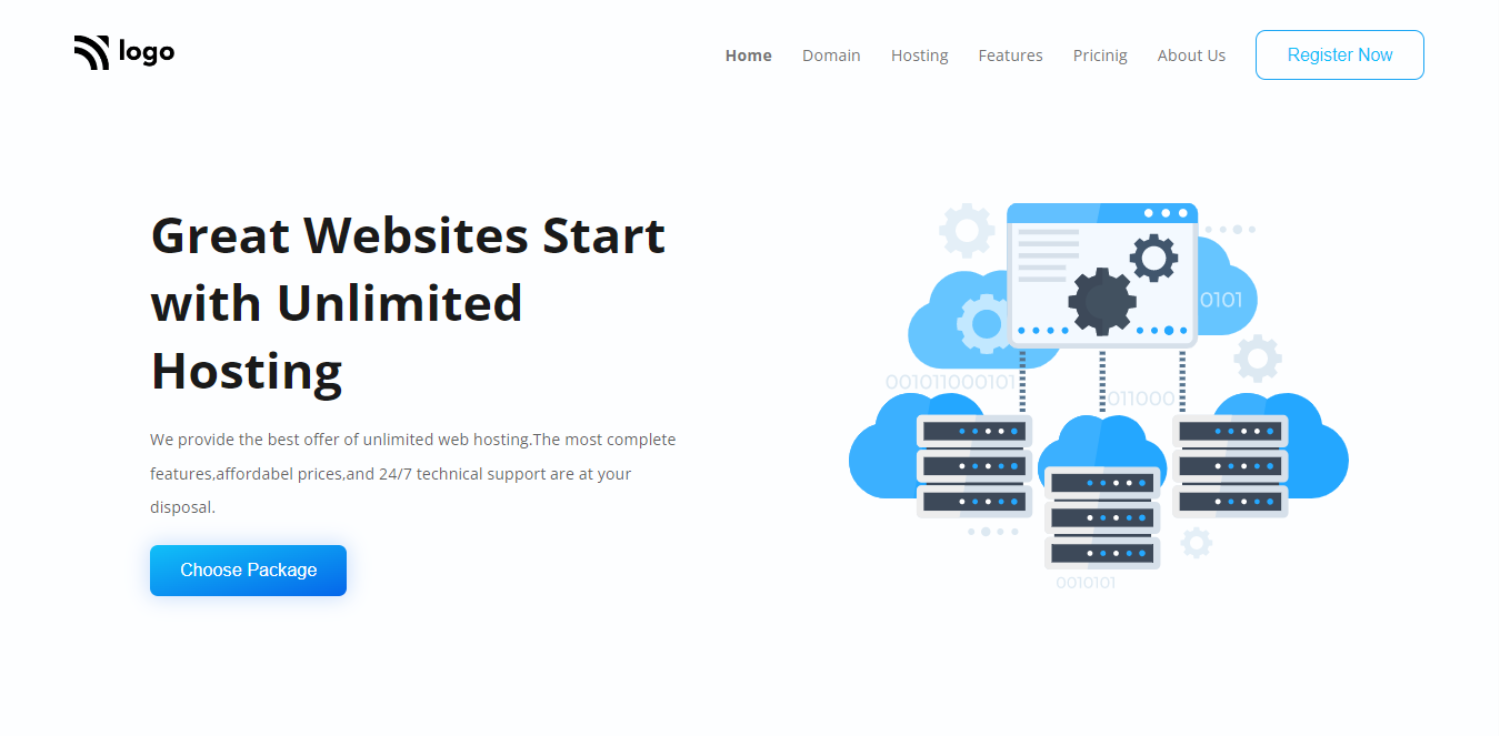 logo
Home Domain Hosting Features Pricinig About Us Register Now
Great Websites Start
with Unlimited
Hosting
We provide the best offer of unlimited web hosting.The most complete
features,affordabel prices,and 24/7 technical support are at your
disposal.
Choose Package
0101
001011000101
011000
0010101